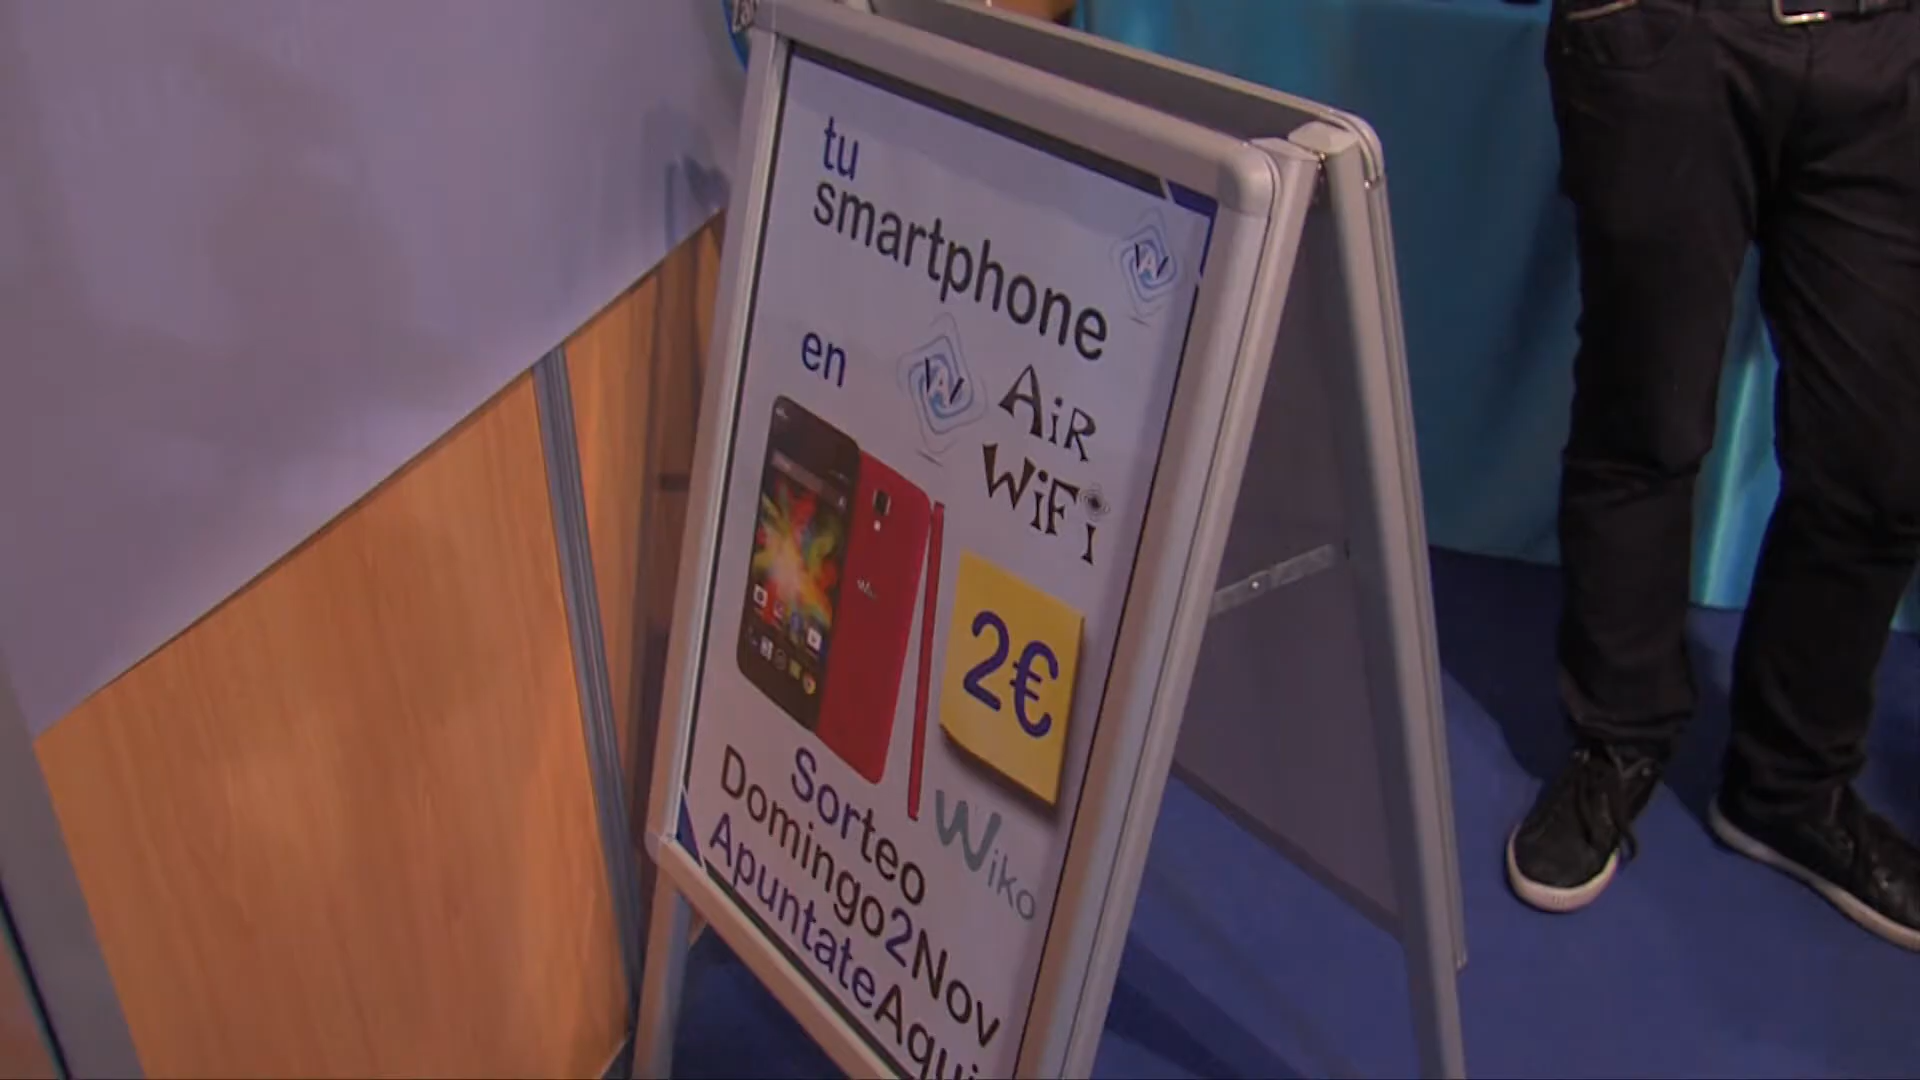 tu
smartphone
en
AiR
WiFi
2€
Wiko
Sorteo
Domingo2Nov
ApuntateAqui